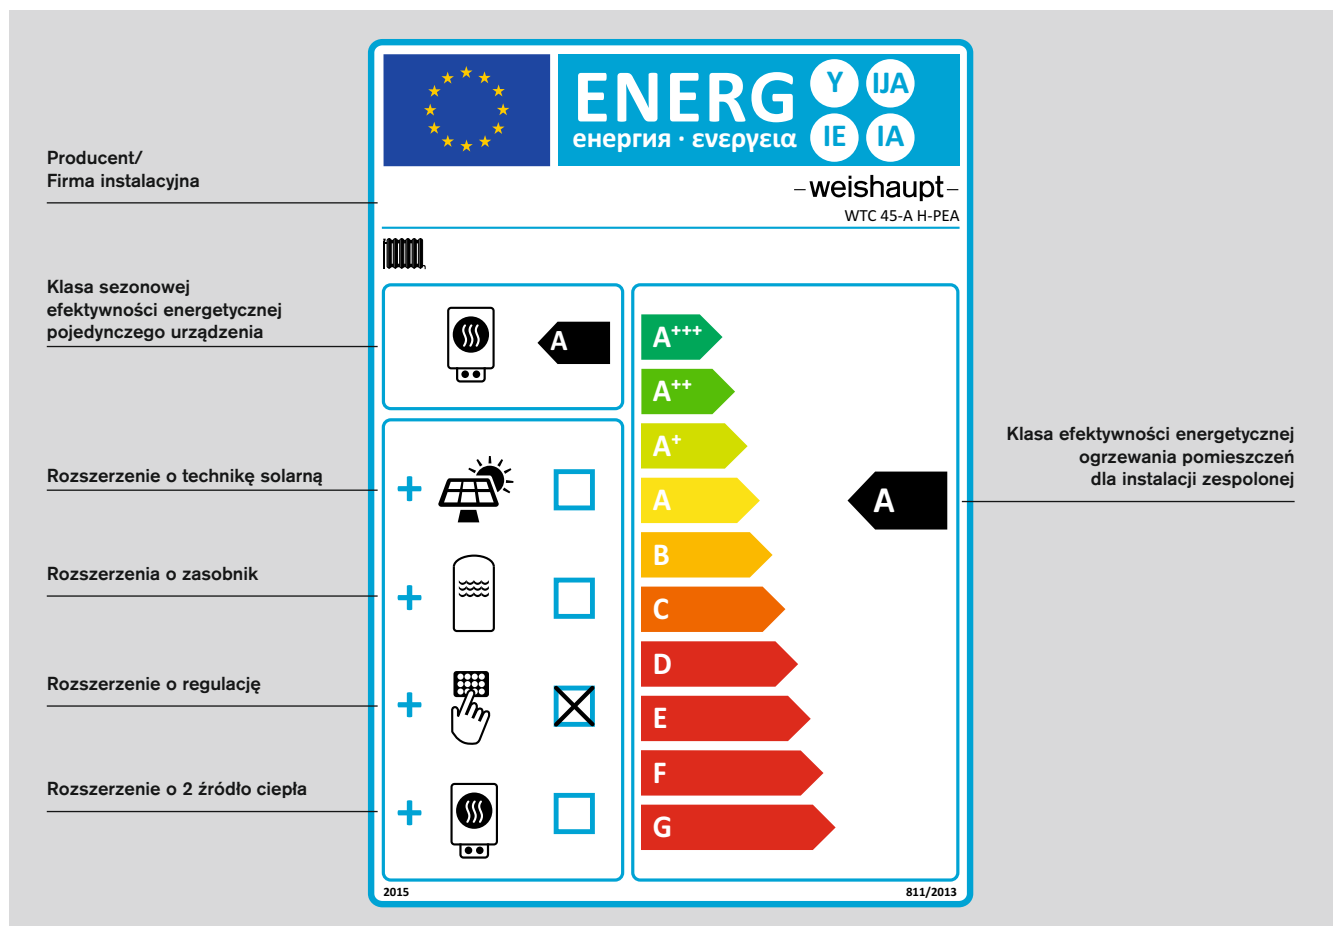 ENERG
енергия · ενεργεια
Y
IJA
IE
IA
Producent/
Firma instalacyjna
–weishaupt–
WTC 45-A H-PEA
Klasa sezonowej
efektywności energetycznej
pojedynczego urządzenia
A
Rozszerzenie o technikę solarną
Rozszerzenia o zasobnik
Rozszerzenie o regulację
Rozszerzenie o 2 źródło ciepła
A+++
A++
A+
A
B
C
D
E
F
G
A
Klasa efektywności energetycznej
ogrzewania pomieszczeń
dla instalacji zespolonej
2015
811/2013